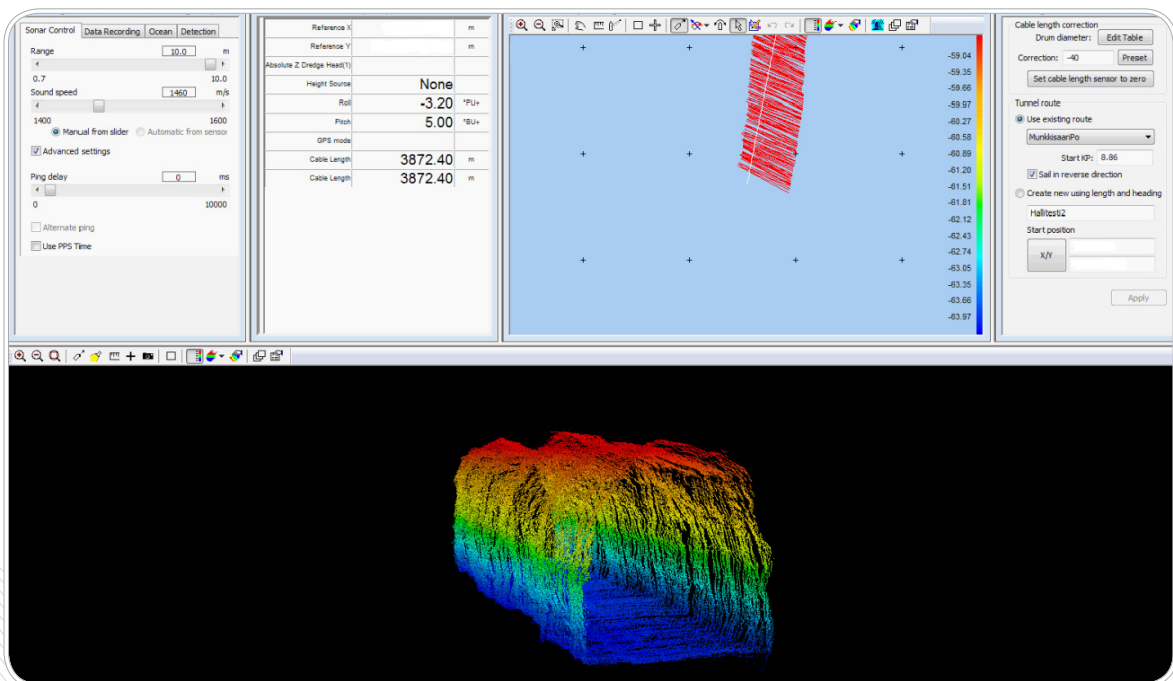 Sonar Control Data Recording Ocean Detection
Range 10.0 m
0.7 10.0
Sound speed 1460 m/s
1400 1600
Manual from slider Automatic from sensor
Advanced settings
Ping delay 0 ms
0 10000
Alternate ping
Use PPS Time
Reference X m
Reference Y m
Absolute Z Dredge Head(1)
Height Source None
Roll -3.20 °PU+
Pitch 5.00 °BU+
GPS mode
Cable Length 3872.40 m
Cable Length 3872.40 m
-59.04
-59.35
-59.66
-59.97
-60.27
-60.58
-60.89
-61.20
-61.51
-61.81
-62.12
-62.43
-62.74
-63.05
-63.35
-63.66
-63.97
Cable length correction
Drum diameter: Edit Table
Correction: -40 Preset
Set cable length sensor to zero
Tunnel route
Use existing route
MunkkisaariPo
Start KP: 8.86
Sail in reverse direction
Create new using length and heading
Hallitesti2
Start position
X/Y
Apply